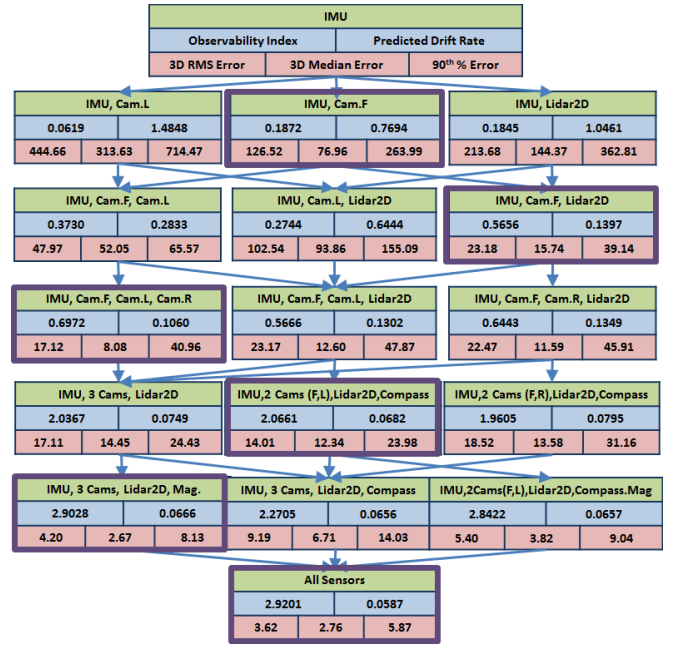 IMU
Observability Index Predicted Drift Rate
3D RMS Error 3D Median Error 90th % Error
IMU, Cam.L IMU, Cam.F IMU, Lidar2D
0.0619 1.4848 0.1872 0.7694 0.1845 1.0461
444.66 313.63 714.47 126.52 76.96 263.99 213.68 144.37 362.81
IMU, Cam.F, Cam.L IMU, Cam.L, Lidar2D IMU, Cam.F, Lidar2D
0.3730 0.2833 0.2744 0.6444 0.5656 0.1397
47.97 52.05 65.57 102.54 93.86 155.09 23.18 15.74 39.14
IMU, Cam.F, Cam.L, Cam.R IMU, Cam.F, Cam.L, Lidar2D IMU, Cam.F, Cam.R, Lidar2D
0.6972 0.1060 0.5666 0.1302 0.6443 0.1349
17.12 8.08 40.96 23.17 12.60 47.87 22.47 11.59 45.91
IMU, 3 Cams, Lidar2D IMU,2 Cams (F,L),Lidar2D,Compass IMU,2 Cams (F,R),Lidar2D,Compass
2.0367 0.0749 2.0661 0.0682 1.9605 0.0795
17.11 14.45 24.43 14.01 12.34 23.98 18.52 13.58 31.16
IMU, 3 Cams, Lidar2D, Mag. IMU, 3 Cams, Lidar2D, Compass IMU,2Cams(F,L),Lidar2D,Compass.Mag
2.9028 0.0666 2.2705 0.0656 2.8422 0.0657
4.20 2.67 8.13 9.19 6.71 14.03 5.40 3.82 9.04
All Sensors
2.9201 0.0587
3.62 2.76 5.87